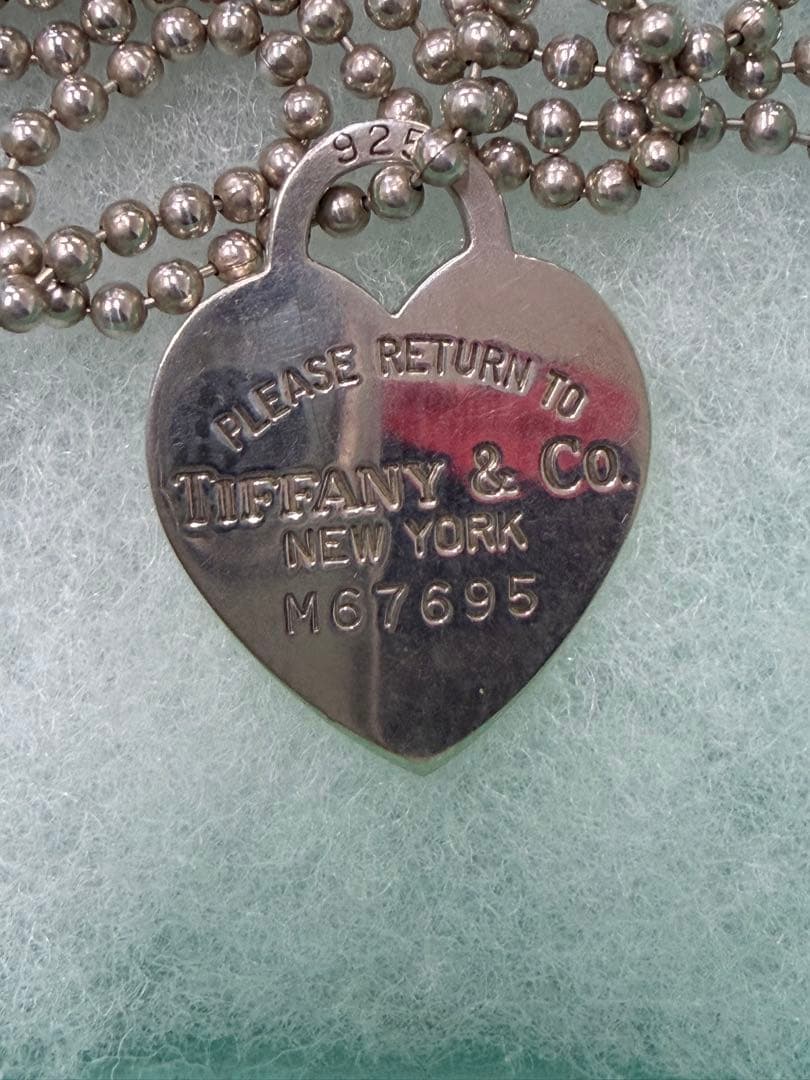 925
PLEASE RETURN TO
TIFFANY & CO.
NEW YORK
M67695